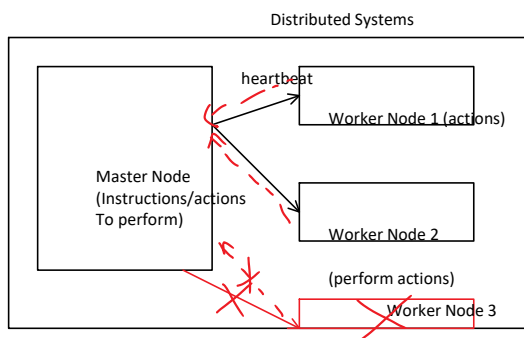 Distributed Systems
heartbeat
Worker Node 1 (actions)
Master Node
(Instructions/actions
To perform)
Worker Node 2
(perform actions)
Worker Node 3